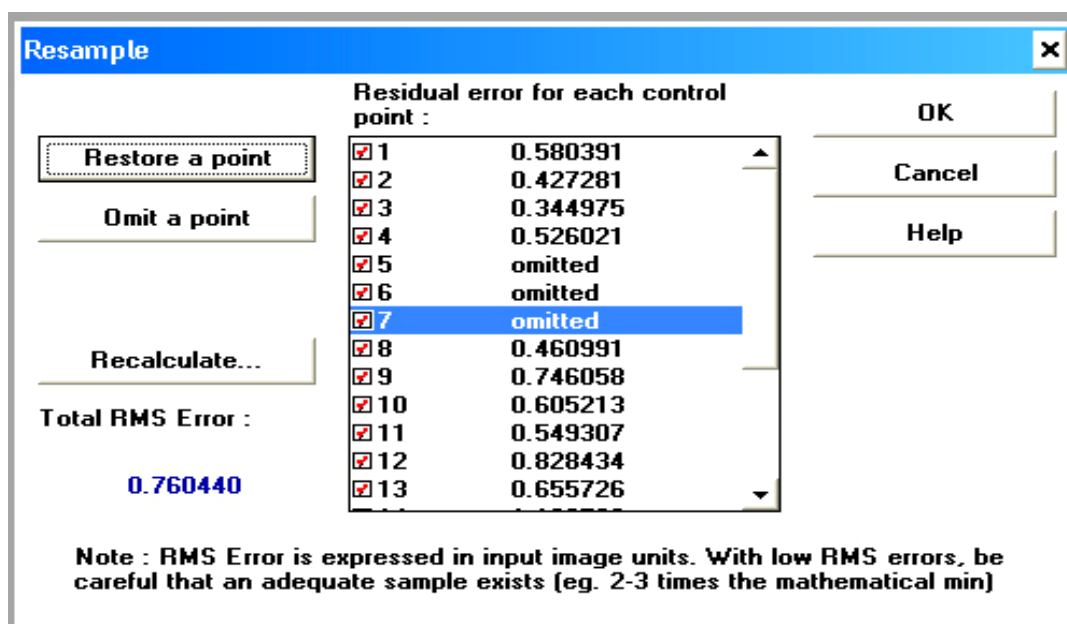 Resample
Residual error for each control
point :
OK
Restore a point
Cancel
Omit a point
Help
1 0.580391
2 0.427281
3 0.344975
4 0.526021
5 omitted
6 omitted
7 omitted
8 0.460991
9 0.746058
10 0.605213
11 0.549307
12 0.828434
13 0.655726
Recalculate...
Total RMS Error :
0.760440
Note : RMS Error is expressed in input image units. With low RMS errors, be
careful that an adequate sample exists (eg. 2-3 times the mathematical min)